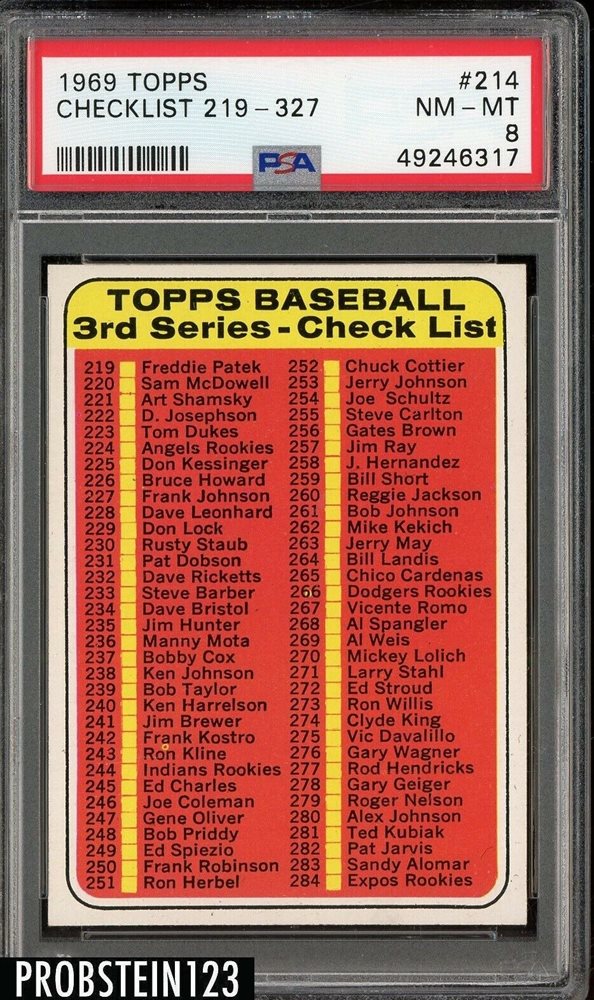 1969 TOPPS #214
CHECKLIST 219-327 NM-MT
8
PSA 49246317
TOPPS BASEBALL
3rd Series - Check List
219 Freddie Patek
220 Sam McDowell
221 Art Shamsky
222 D. Josephson
223 Tom Dukes
224 Angels Rookies
225 Don Kessinger
226 Bruce Howard
227 Frank Johnson
228 Dave Leonhard
229 Don Lock
230 Rusty Staub
231 Pat Dobson
232 Dave Ricketts
233 Steve Barber
234 Dave Bristol
235 Jim Hunter
236 Manny Mota
237 Bobby Cox
238 Ken Johnson
239 Bob Taylor
240 Ken Harrelson
241 Jim Brewer
242 Frank Kostro
243 Ron Kline
244 Indians Rookies
245 Ed Charles
246 Joe Coleman
247 Gene Oliver
248 Bob Priddy
249 Ed Spiezio
250 Frank Robinson
251 Ron Herbel
252 Chuck Cottier
253 Jerry Johnson
254 Joe Schultz
255 Steve Carlton
256 Gates Brown
257 Jim Ray
258 J. Hernandez
259 Bill Short
260 Reggie Jackson
261 Bob Johnson
262 Mike Kekich
263 Jerry May
264 Bill Landis
265 Chico Cardenas
266 Dodgers Rookies
267 Vicente Romo
268 Al Spangler
269 Al Weis
270 Mickey Lolich
271 Larry Stahl
272 Ed Stroud
273 Ron Willis
274 Clyde King
275 Vic Davalillo
276 Gary Wagner
277 Rod Hendricks
278 Gary Geiger
279 Roger Nelson
280 Alex Johnson
281 Ted Kubiak
282 Pat Jarvis
283 Sandy Alomar
284 Expos Rookies
PROBSTEIN123